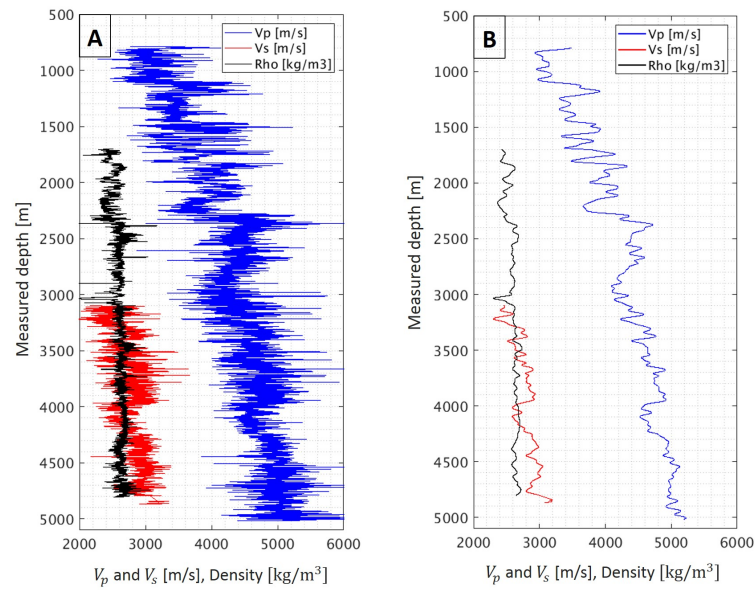 A
Vp [m/s]
Vs [m/s]
Rho [kg/m3]
500
1000
1500
2000
2500
3000
3500
4000
4500
5000
Measured depth [m]
2000 3000 4000 5000 6000
Vp and Vs [m/s], Density [kg/m³]
B
Vp [m/s]
Vs [m/s]
Rho [kg/m3]
500
1000
1500
2000
2500
3000
3500
4000
4500
5000
Measured depth [m]
2000 3000 4000 5000 6000
Vp and Vs [m/s], Density [kg/m³]